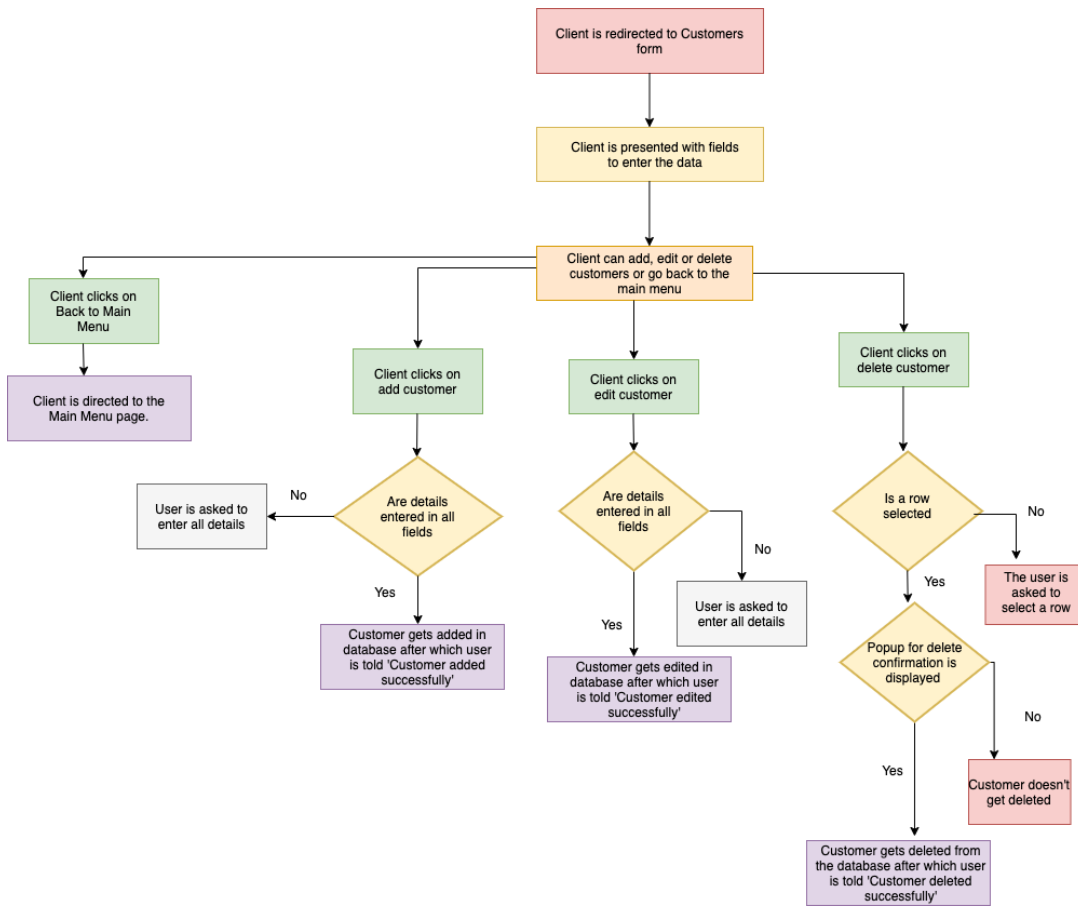 Client is redirected to Customers
form
Client is presented with fields
to enter the data
Client can add, edit or delete
customers or go back to the
main menu
Client clicks on
Back to Main
Menu
Client is directed to the
Main Menu page.
Client clicks on
add customer
Client clicks on
edit customer
Client clicks on
delete customer
Are details
entered in all
fields
No
User is asked to
enter all details
Yes
Customer gets added in
database after which user
is told 'Customer added
successfully'
Are details
entered in all
fields
No
User is asked to
enter all details
Yes
Customer gets edited in
database after which user
is told 'Customer edited
successfully'
Is a row
selected
No
The user is
asked to
select a row
Yes
Popup for delete
confirmation is
displayed
No
Customer doesn't
get deleted
Yes
Customer gets deleted from
the database after which user
is told 'Customer deleted
successfully'